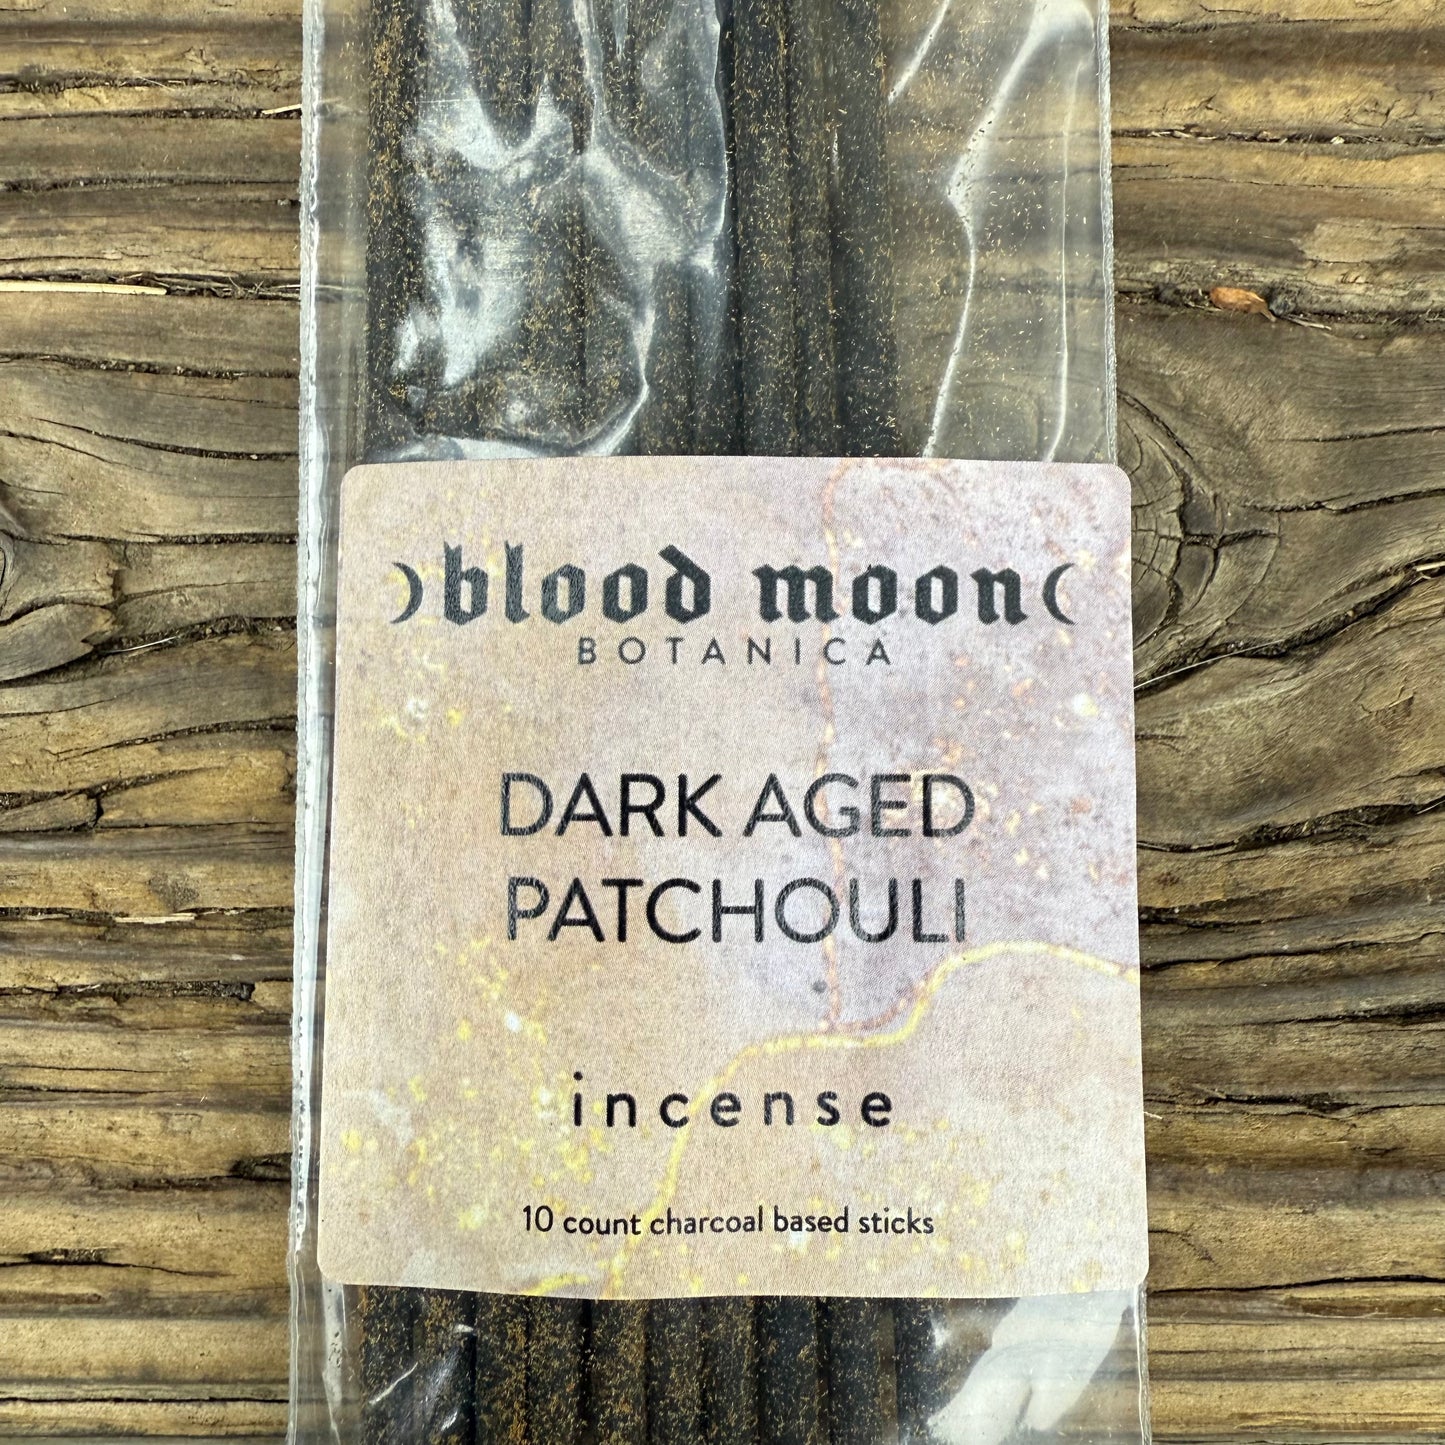 blood moon
BOTANICA
DARK AGED
PATCHOULI
incense
10 count charcoal based sticks